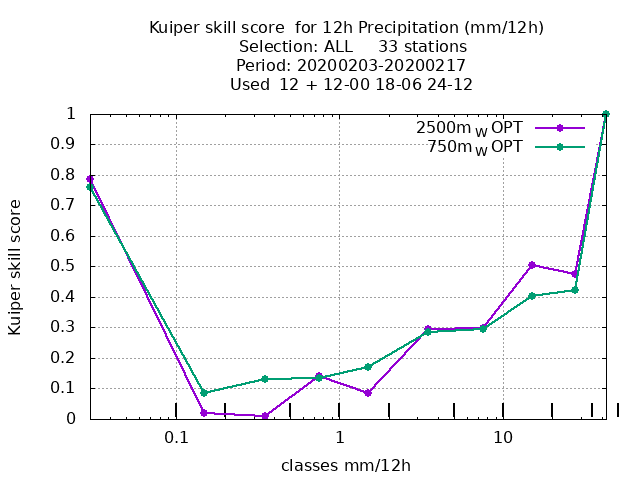 Kuiper skill score  for 12h Precipitation (mm/12h)
Selection: ALL     33 stations
Period: 20200203-20200217
Used  12 + 12-00 18-06 24-12
2500m_W OPT
750m_W OPT
1
0.9
0.8
0.7
0.6
0.5
0.4
0.3
0.2
0.1
0
Kuiper skill score
0.1 1 10
classes mm/12h